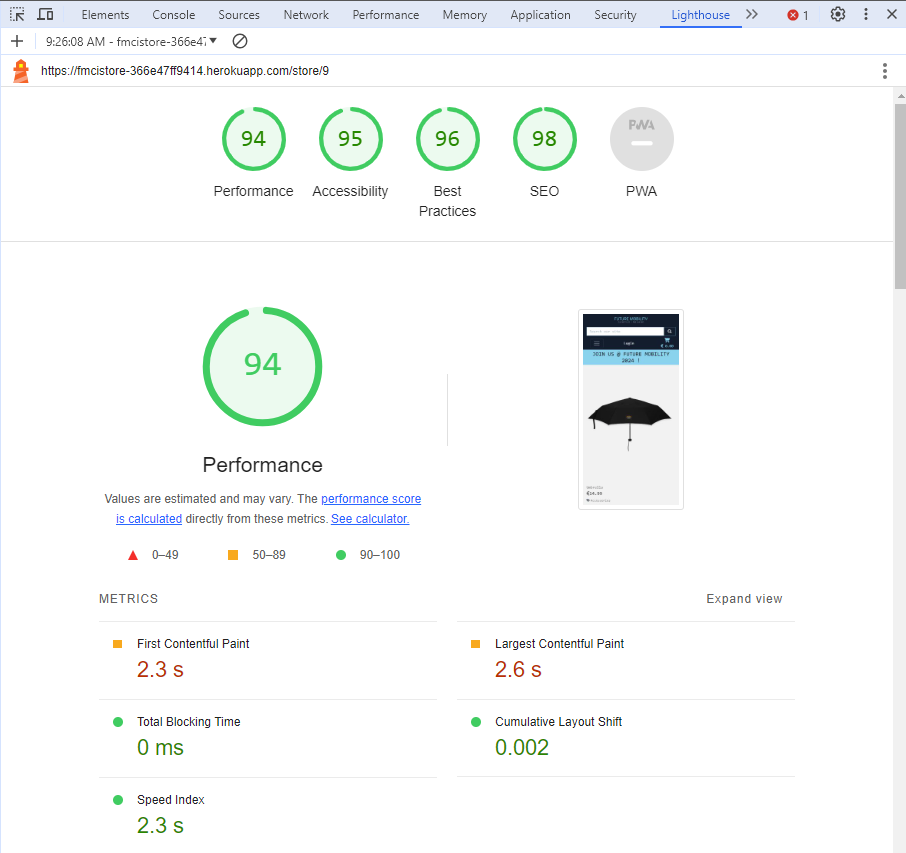 Elements Console Sources Network Performance Memory Application Security Lighthouse 1
9:26:08 AM - fmcistore-366e47
https://fmcistore-366e47ff9414.herokuapp.com/store/9
94 95 96 98 PWA
Performance Accessibility Best Practices SEO PWA
94
FUTURE MOBILITY
Login
JOIN US @ FUTURE MOBILITY
2024 !
Performance
Values are estimated and may vary. The performance score
is calculated directly from these metrics. See calculator.
0–49 50–89 90–100
METRICS Expand view
First Contentful Paint
2.3 s
Largest Contentful Paint
2.6 s
Total Blocking Time
0 ms
Cumulative Layout Shift
0.002
Speed Index
2.3 s